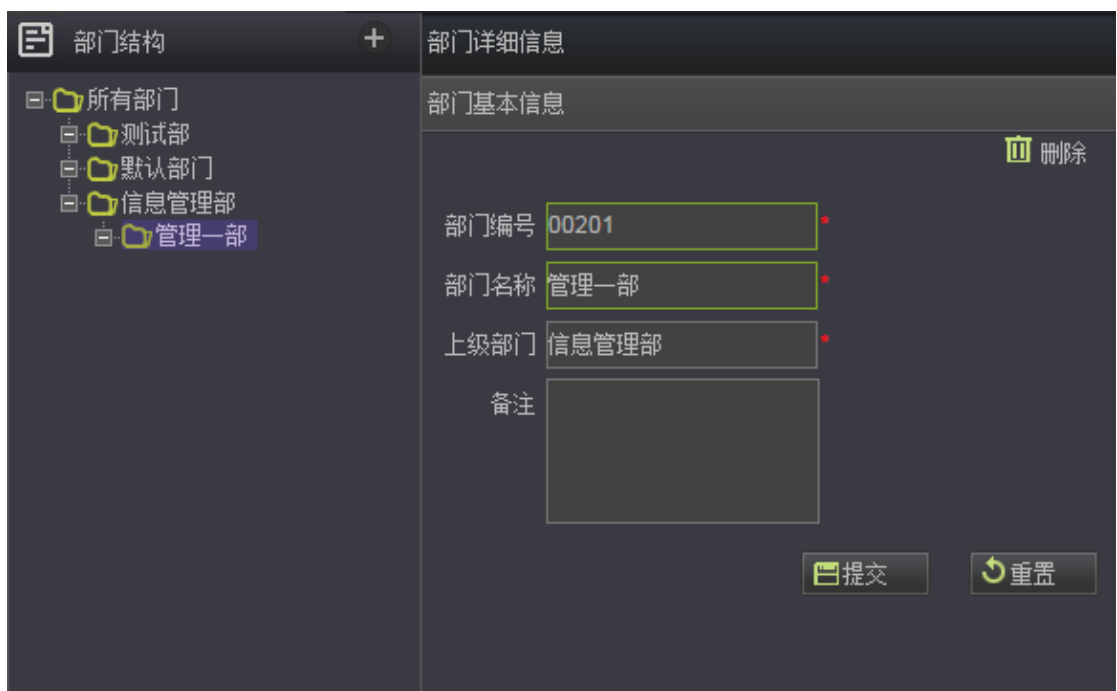 部门结构
部门详细信息
所有部门
测试部
默认部门
信息管理部
管理一部
部门基本信息
删除
部门编号 00201 *
部门名称 管理一部 *
上级部门 信息管理部 *
备注
提交
重置